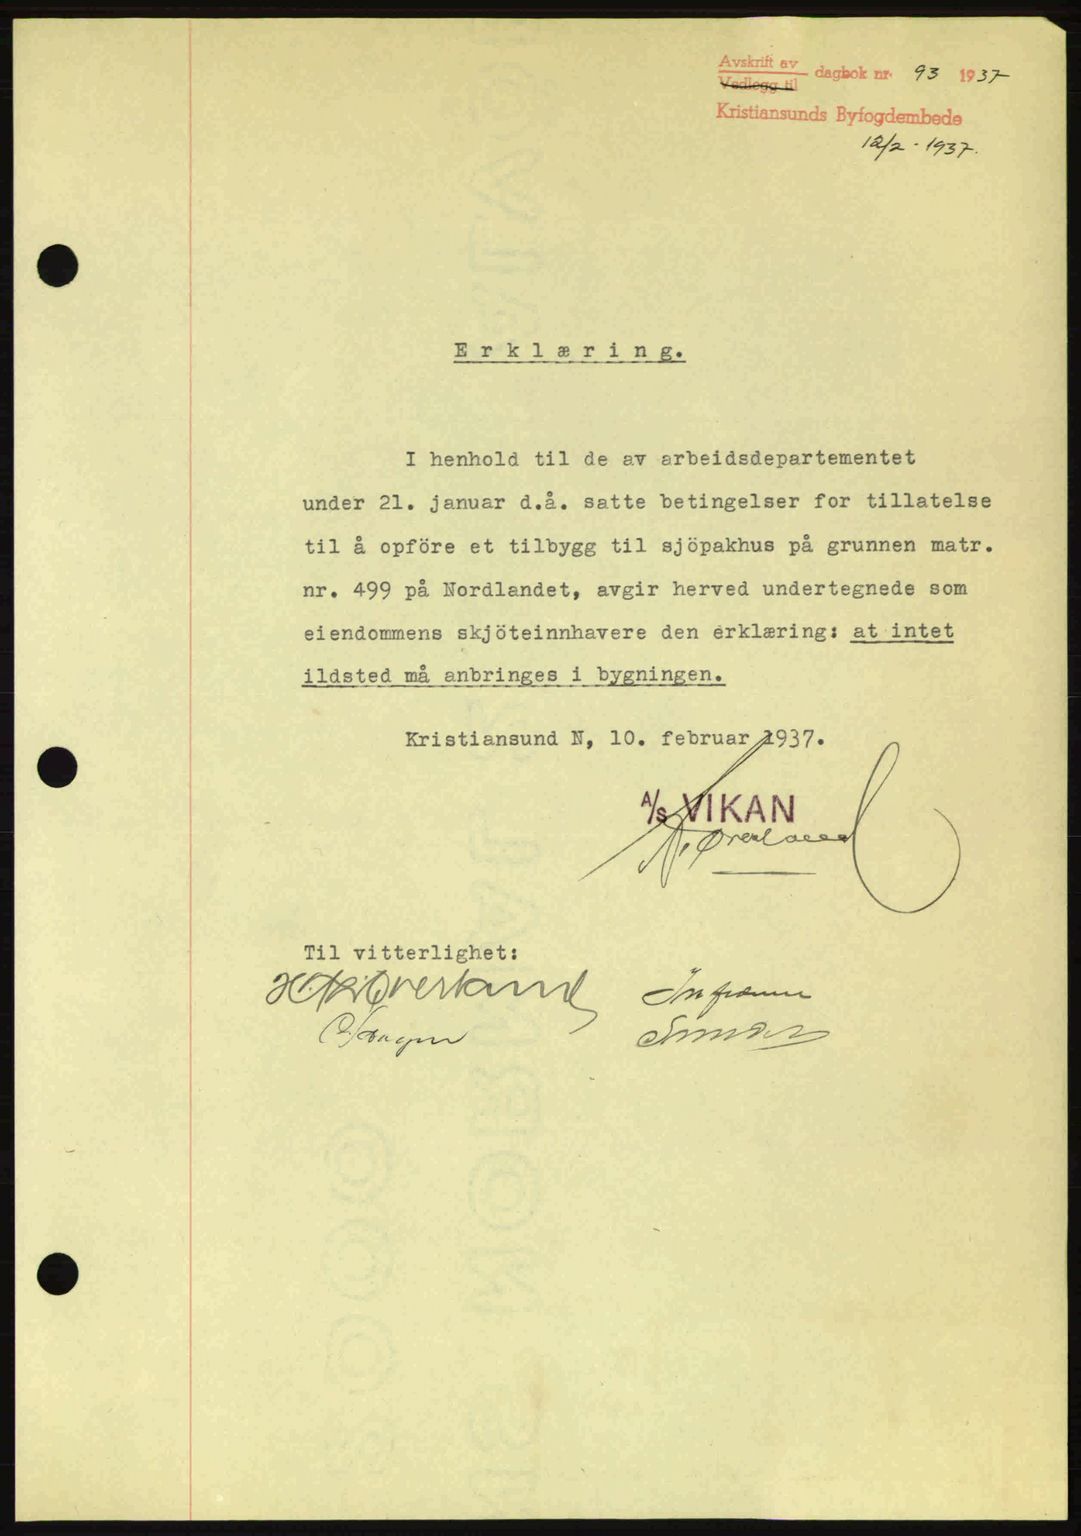 Avskrift av
Vedlegg til dagbok nr. 93 1937
Kristiansunds Byfogdembede
12/2 - 1937.
Erklæring.
I henhold til de av arbeidsdepartementet
under 21. januar d.å. satte betingelser for tillatelse
til å opföre et tilbygg til sjöpakhus på grunnen matr.
nr. 499 på Nordlandet, avgir herved undertegnede som
eiendommens skjöteinnhavere den erklæring: at intet
ildsted må anbringes i bygningen.
Kristiansund N, 10. februar 1937.
A/S VIKAN
N. Øverland
Til vitterlighet:
Øverland